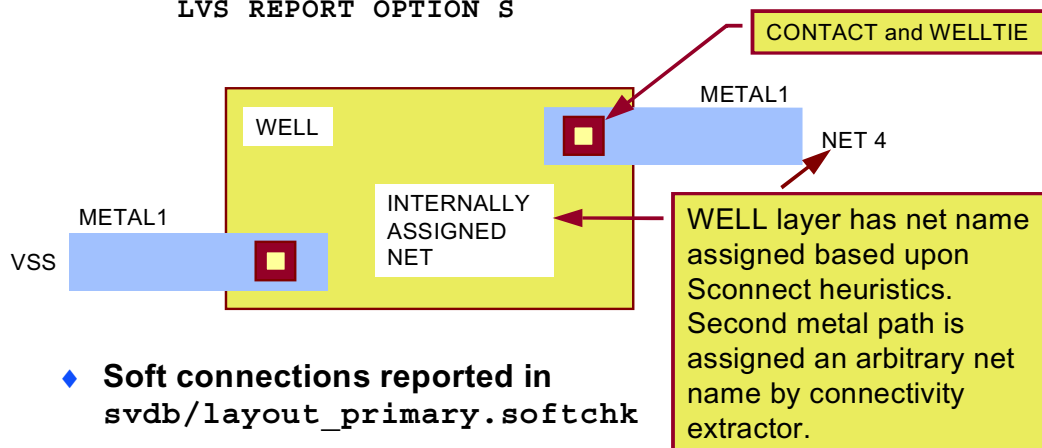 LVS REPORT OPTION S
CONTACT and WELLTIE
METAL1
WELL
NET 4
INTERNALLY
ASSIGNED
NET
METAL1
VSS
WELL layer has net name
assigned based upon
Sconnect heuristics.
Second metal path is
assigned an arbitrary net
name by connectivity
extractor.
♦ Soft connections reported in
svdb/layout_primary.softchk